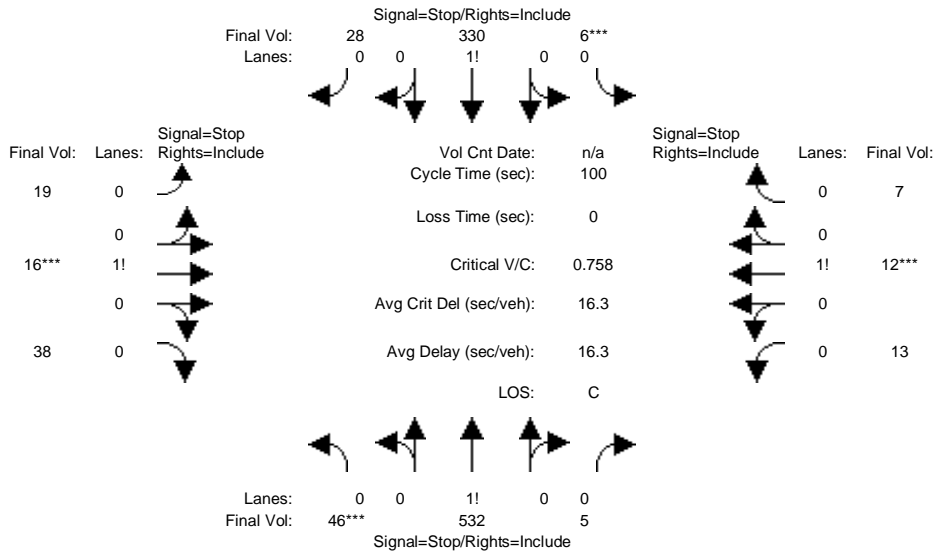 Signal=Stop/Rights=Include
Final Vol: 28 330 6***
Lanes: 0 0 1! 0 0
Signal=Stop Signal=Stop
Final Vol: Lanes: Rights=Include Vol Cnt Date: n/a Rights=Include Lanes: Final Vol:
Cycle Time (sec): 100
19 0 0 7
Loss Time (sec): 0
0 0
16*** 1! Critical V/C: 0.758 1! 12***
0 Avg Crit Del (sec/veh): 16.3 0
38 0 Avg Delay (sec/veh): 16.3 0 13
LOS: C
Lanes: 0 0 1! 0 0
Final Vol: 46*** 532 5
Signal=Stop/Rights=Include